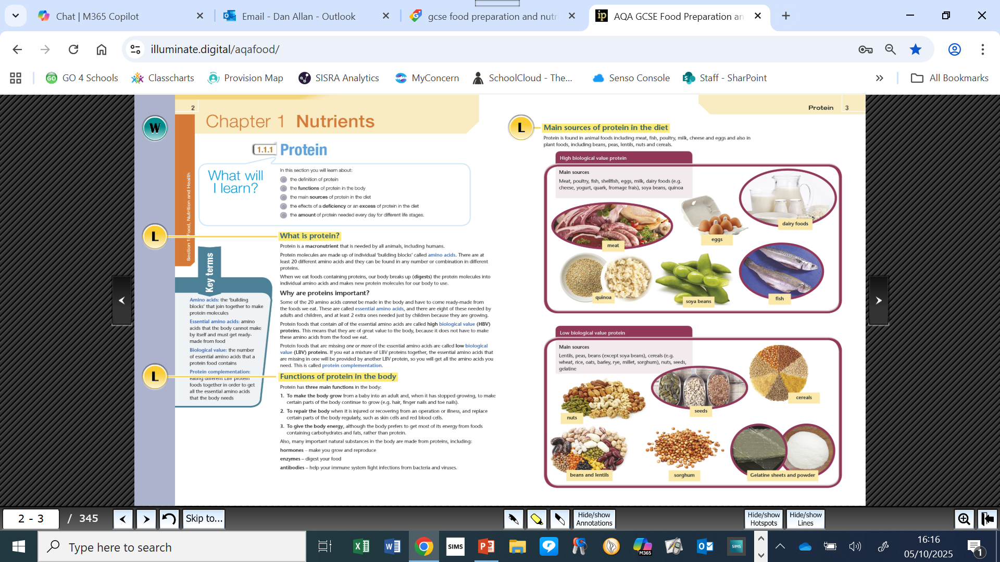 Chat | M365 Copilot
Email - Dan Allan - Outlook
gcse food preparation and nutri
AQA GCSE Food Preparation an
illuminate.digital/aqafood/
GO 4 Schools
Classcharts
Provision Map
SISRA Analytics
MyConcern
SchoolCloud - The...
Senso Console
Staff - SharePoint
All Bookmarks
2
Chapter 1 Nutrients
W
Section 1: Food, Nutrition and Health
1.1.1 Protein
What will
I learn?
In this section you will learn about:
the definition of protein
the functions of protein in the body
the main sources of protein in the diet
the effects of a deficiency or an excess of protein in the diet
the amount of protein needed every day for different life stages.
L
What is protein?
Protein is a macronutrient that is needed by all animals, including humans.
Protein molecules are made up of individual 'building blocks' called amino acids. There are at
least 20 different amino acids and they can be found in any number or combination in different
proteins.
When we eat foods containing proteins, our body breaks up (digests) the protein molecules into
individual amino acids and makes new protein molecules for our body to use.
Why are proteins important?
Some of the 20 amino acids cannot be made in the body and have to come ready-made from
the foods we eat. These are called essential amino acids, and there are eight of these needed by
adults and children, and at least 2 extra ones needed just by children because they are growing.
Protein foods that contain all of the essential amino acids are called high biological value (HBV)
proteins. This means that they are of great value to the body, because it does not have to make
these amino acids from the food we eat.
Protein foods that are missing one or more of the essential amino acids are called low biological
value (LBV) proteins. If you eat a mixture of LBV proteins together, the essential amino acids that
are missing in one will be provided by another LBV protein, so you will get all the amino acids you
need. This is called protein complementation.
Key terms
Amino acids: the 'building
blocks' that join together to make
protein molecules
Essential amino acids: amino
acids that the body cannot make
by itself and must get ready-
made from food
Biological value: the number
of essential amino acids that a
protein food contains
Protein complementation:
eating different LBV protein
foods together in order to get
all the essential amino acids
that the body needs
L
Functions of protein in the body
Protein has three main functions in the body:
1. To make the body grow from a baby into an adult and, when it has stopped growing, to make
certain parts of the body continue to grow (e.g. hair, finger nails and toe nails).
2. To repair the body when it is injured or recovering from an operation or illness, and replace
certain parts of the body regularly, such as skin cells and red blood cells.
3. To give the body energy, although the body prefers to get most of its energy from foods
containing carbohydrates and fats, rather than protein.
Also, many important natural substances in the body are made from proteins, including:
hormones – make you grow and reproduce
enzymes – digest your food
antibodies – help your immune system fight infections from bacteria and viruses.
Protein 3
L
Main sources of protein in the diet
Protein is found in animal foods including meat, fish, poultry, milk, cheese and eggs and also in
plant foods, including beans, peas, lentils, nuts and cereals.
High biological value protein
Main sources
Meat, poultry, fish, shellfish, eggs, milk, dairy foods (e.g.
cheese, yogurt, quark, fromage frais), soya beans, quinoa
meat
eggs
dairy foods
quinoa
soya beans
fish
Low biological value protein
Main sources
Lentils, peas, beans (except soya beans), cereals (e.g.
wheat, rice, oats, barley, rye, millet, sorghum), nuts, seeds,
gelatine
nuts
seeds
cereals
beans and lentils
sorghum
Gelatine sheets and powder
2 - 3 / 345
Skip to...
Hide/show
Annotations
Hide/show
Hotspots
Hide/show
Lines
Type here to search
SIMS
M365
SIMS
16:16
05/10/2025
1